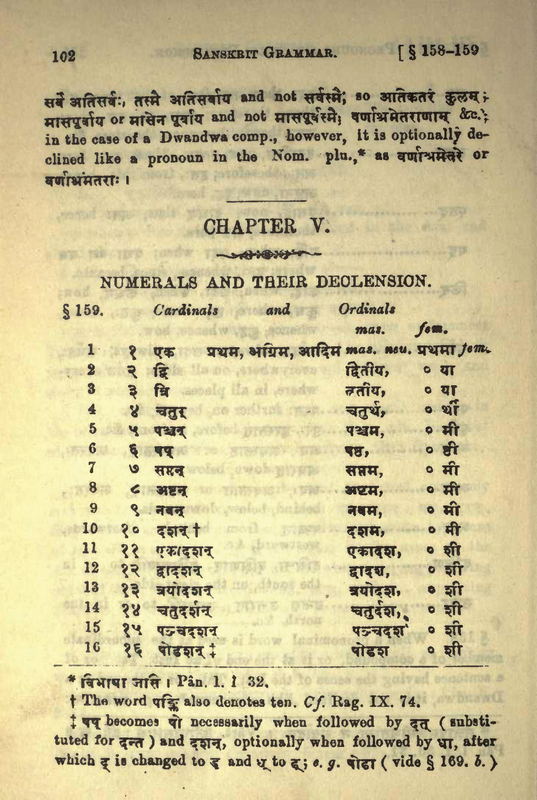 102 SANSKRIT GRAMMAR. [ § 158-159
सर्वे अतिसर्वः, तस्मै अतिसर्वाय and not सर्वस्मै; so अतिकतरं कुलम्;
मासपूर्वाय or मासेन पूर्वाय and not मासपूर्वस्मै; वर्णाश्रमेतराणाम् &c.;
in the case of a Dwandwa comp., however, it is optionally de-
clined like a pronoun in the Nom. plu.,* as वर्णाश्रमेतरे or
वर्णाश्रमेतराः ।
CHAPTER V.
NUMERALS AND THEIR DECLENSION.
§ 159. Cardinals and Ordinals
mas. fem.
1 १ एक प्रथम, अग्रिम, आदिम mas. neu. प्रथमा fem.
2 २ द्वि द्वितीय, ० या
3 ३ त्रि तृतीय, ० या
4 ४ चतुर् चतुर्थ, ० र्थी
5 ५ पञ्चन् पञ्चम, ० मी
6 ६ षष् षष्ठ, ० ष्ठी
7 ७ सप्तन् सप्तम, ० मी
8 ८ अष्टन् अष्टम, ० मी
9 ९ नवन् नवम, ० मी
10 १० दशन् † दशम, ० मी
11 ११ एकादशन् एकादश, ० शी
12 १२ द्वादशन् द्वादश, ० शी
13 १३ त्रयोदशन् त्रयोदश, ० शी
14 १४ चतुर्दशन् चतुर्दश, ० शी
15 १५ पञ्चदशन् पञ्चदश ० शी
16 १६ षोडशन् ‡ षोडश ० शी
* विभाषा जसि । Pân. I. 1 32.
† The word पङ्क्ति also denotes ten. Cf. Rag. IX. 74.
‡ षष् becomes षो necessarily when followed by दत् ( substi-
tuted for दन्त ) and दशन्, optionally when followed by धा, after
which द् is changed to ड् and ध् to ढ्; e. g. षोढा ( vide § 169. b. )